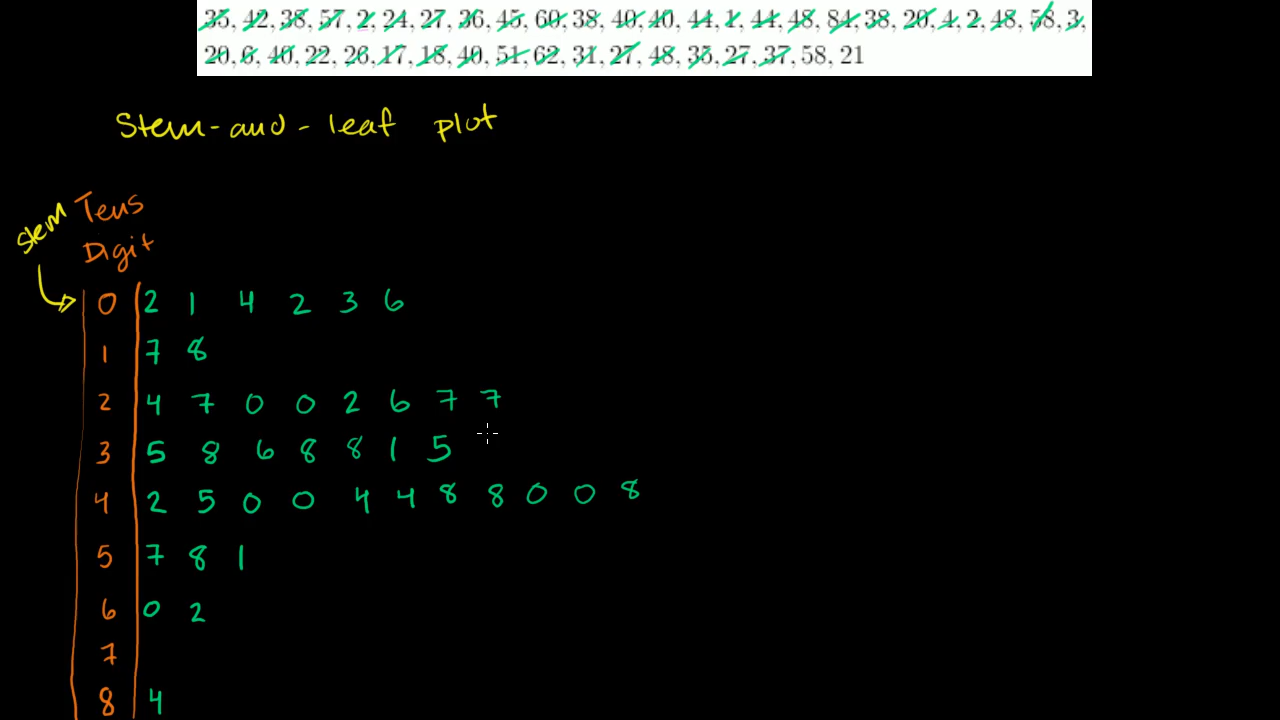 35, 42, 38, 57, 2, 24, 27, 36, 45, 60, 38, 40, 40, 44, 1, 44, 48, 84, 38, 20, 4, 2, 48, 58, 3,
20, 6, 40, 22, 26, 17, 18, 40, 51, 62, 31, 27, 48, 35, 27, 37, 58, 21
Stem-and-leaf plot
stem
Tens
Digit
0 2 1 4 2 3 6
1 7 8
2 4 7 0 0 2 6 7 7
3 5 8 6 8 8 1 5
4 2 5 0 0 4 4 8 8 0 0 8
5 7 8 1
6 0 2
7
8 4